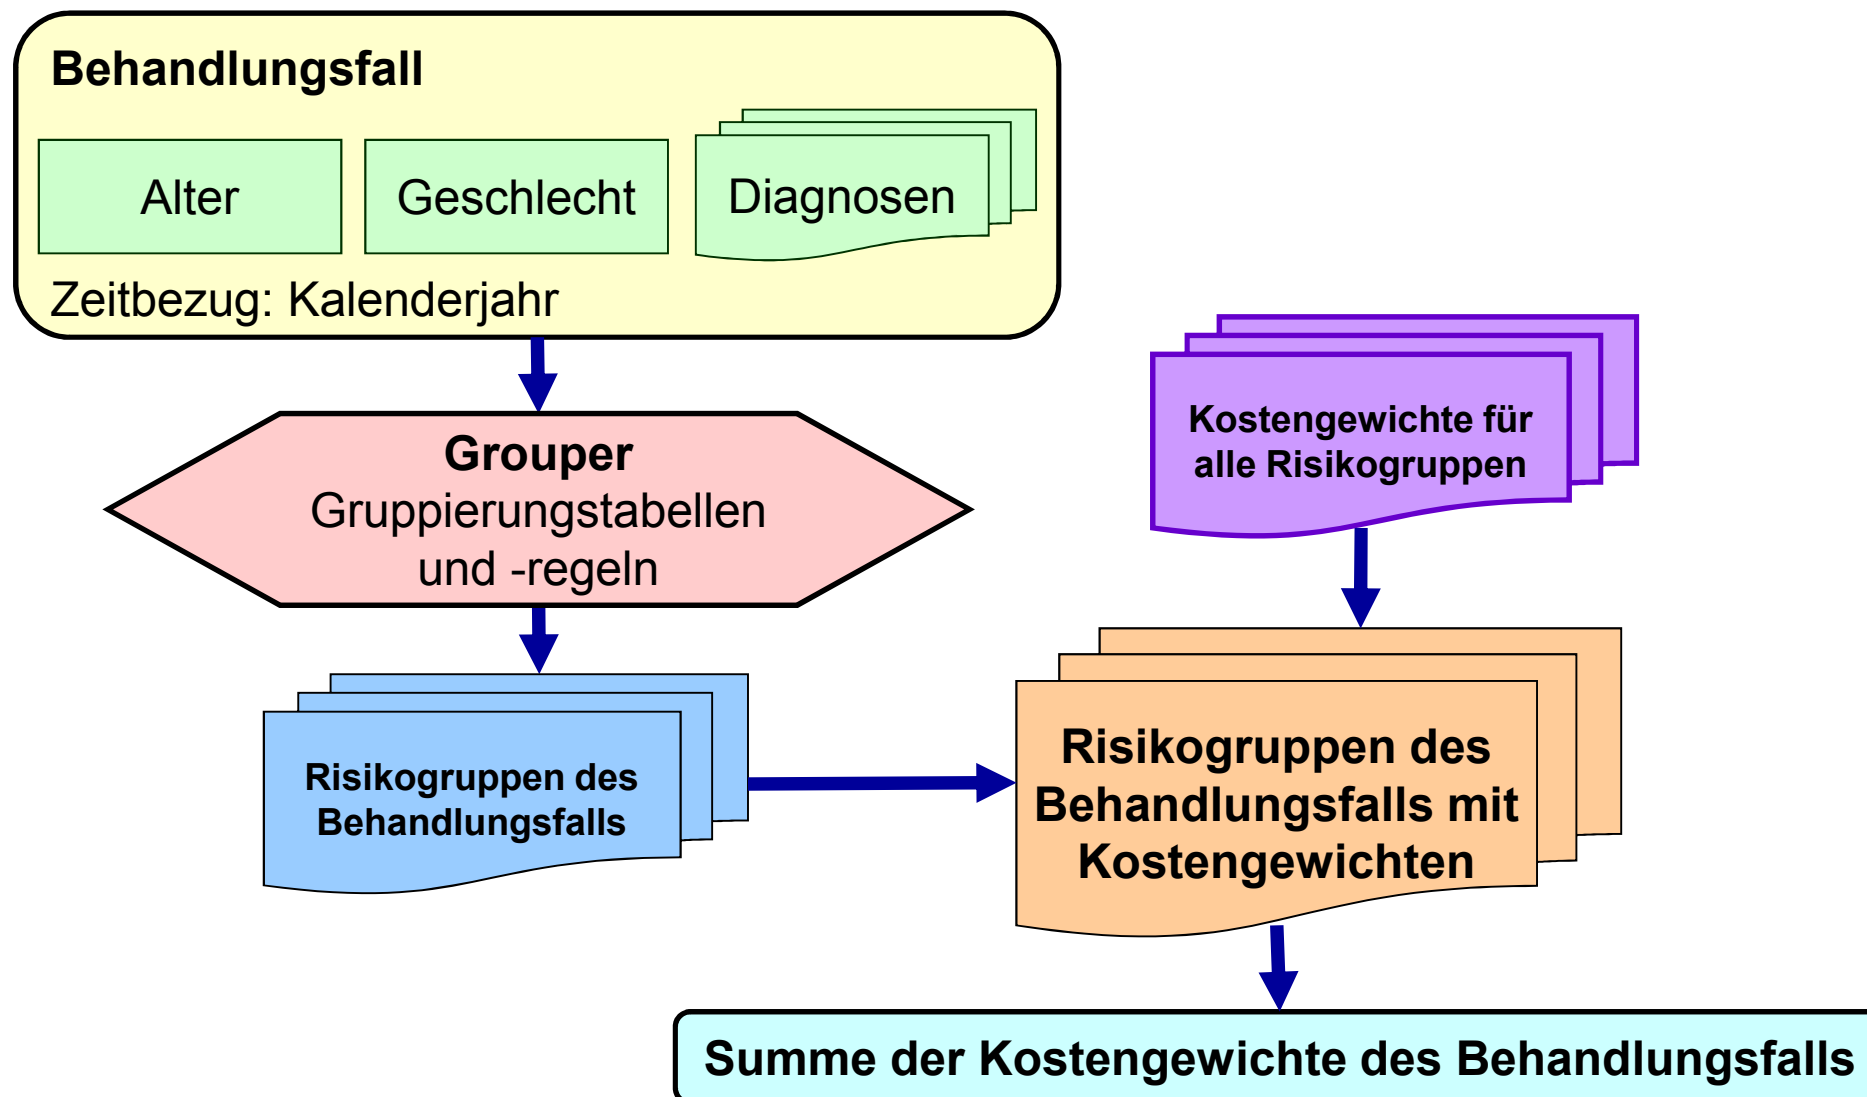 Behandlungsfall
Alter
Geschlecht
Diagnosen
Zeitbezug: Kalenderjahr
Grouper
Gruppierungstabellen
und -regeln
Kostengewichte für
alle Risikogruppen
Risikogruppen des
Behandlungsfalls
Risikogruppen des
Behandlungsfalls mit
Kostengewichten
Summe der Kostengewichte des Behandlungsfalls